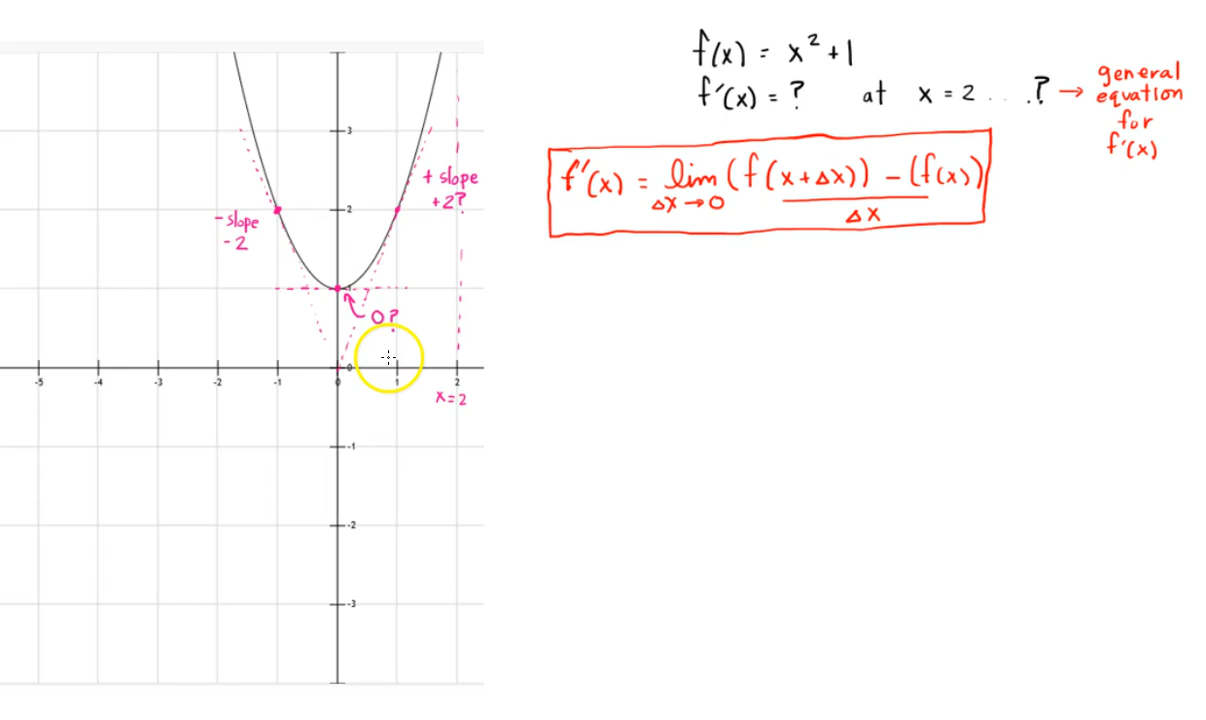 f(x) = x² + 1
f'(x) = ? at x = 2 . . . ? → general equation for f'(x)
f'(x) = lim (f(x+Δx)) - (f(x))
Δx → 0
Δx
3
+ slope
+2?
2
- slope
-2
1
0?
0
-5 -4 -3 -2 -1 0 1 2
x=2
-1
-2
-3